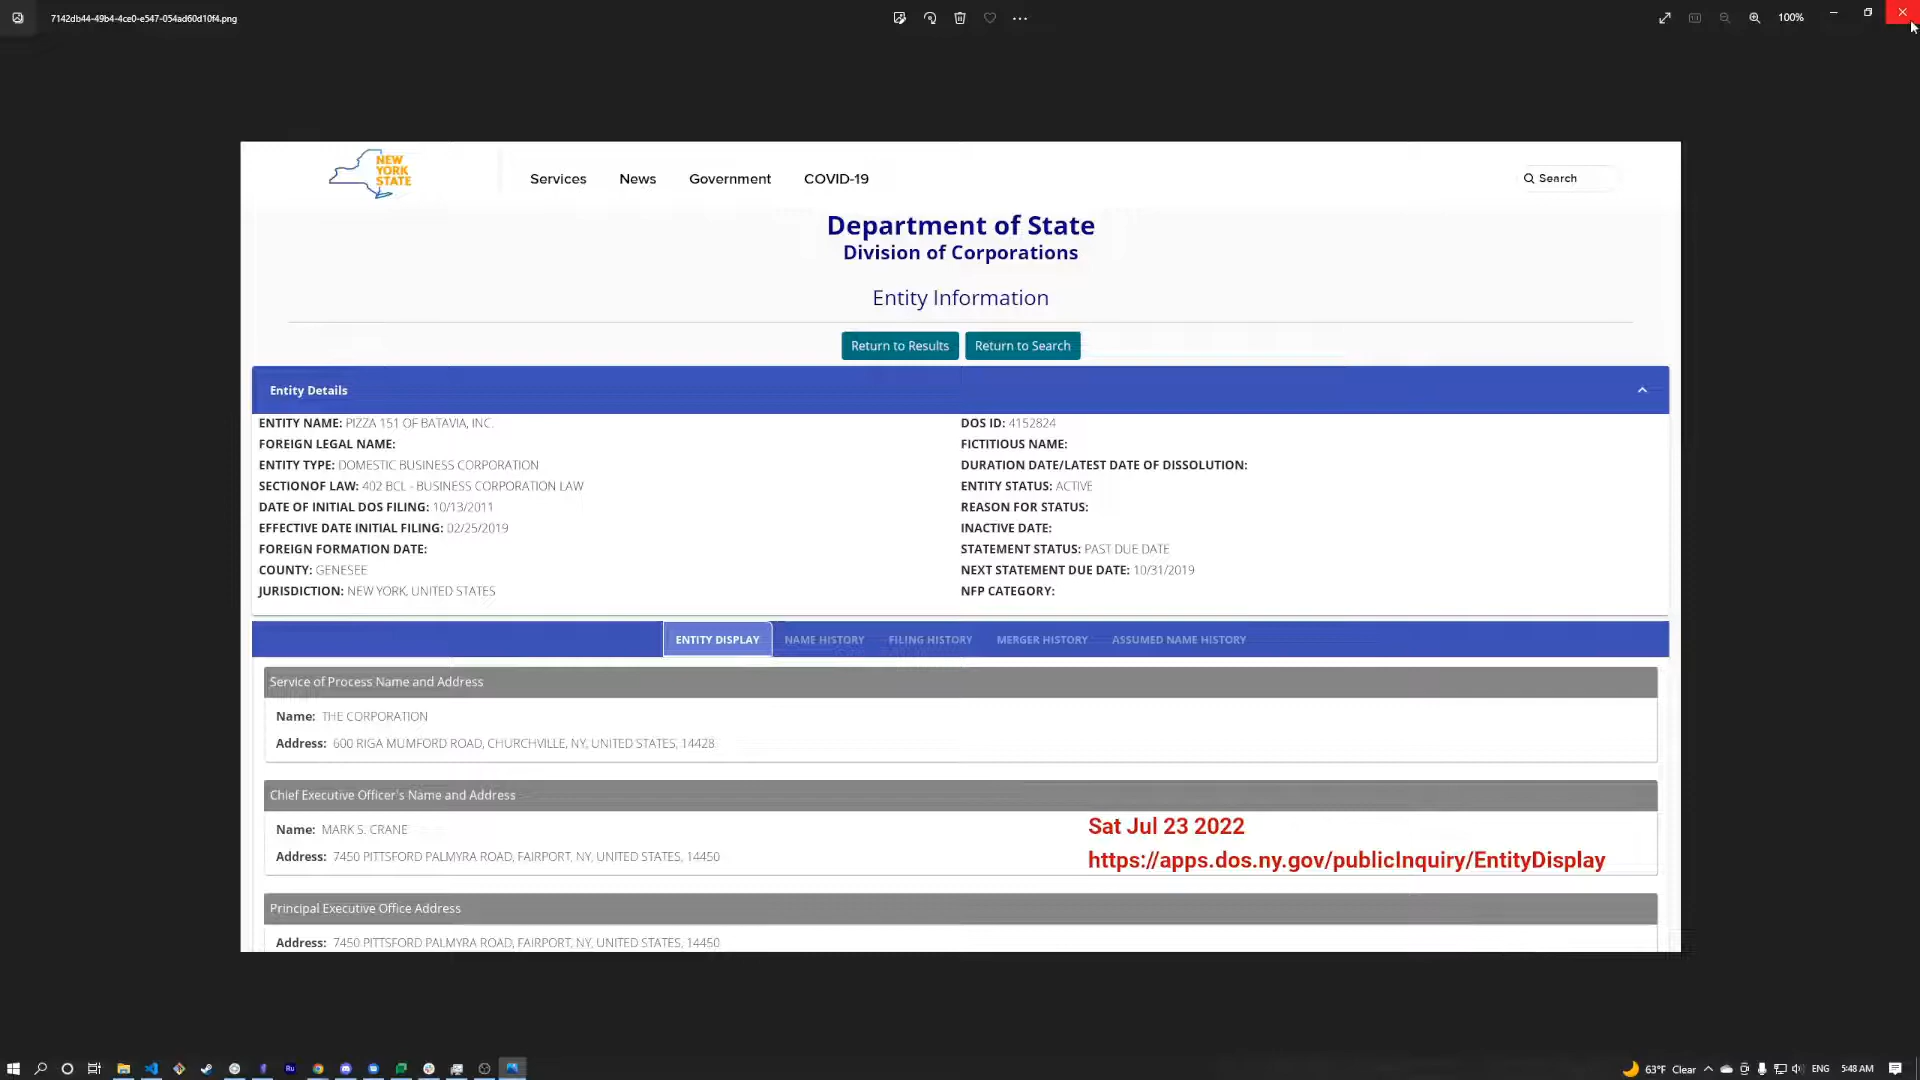 7142db44-49b4-4ce0-e547-054ad60d10f4.png
100%
NEW
YORK
STATE
Services
News
Government
COVID-19
Search
Department of State
Division of Corporations
Entity Information
Return to Results
Return to Search
Entity Details
ENTITY NAME: PIZZA 151 OF BATAVIA, INC.
DOS ID: 4152824
FOREIGN LEGAL NAME:
FICTITIOUS NAME:
ENTITY TYPE: DOMESTIC BUSINESS CORPORATION
DURATION DATE/LATEST DATE OF DISSOLUTION:
SECTIONOF LAW: 402 BCL - BUSINESS CORPORATION LAW
ENTITY STATUS: ACTIVE
DATE OF INITIAL DOS FILING: 10/13/2011
REASON FOR STATUS:
EFFECTIVE DATE INITIAL FILING: 02/25/2019
INACTIVE DATE:
FOREIGN FORMATION DATE:
STATEMENT STATUS: PAST DUE DATE
COUNTY: GENESEE
NEXT STATEMENT DUE DATE: 10/31/2019
JURISDICTION: NEW YORK, UNITED STATES
NFP CATEGORY:
ENTITY DISPLAY
NAME HISTORY
FILING HISTORY
MERGER HISTORY
ASSUMED NAME HISTORY
Service of Process Name and Address
Name: THE CORPORATION
Address: 600 RIGA MUMFORD ROAD, CHURCHVILLE, NY, UNITED STATES, 14428
Chief Executive Officer's Name and Address
Name: MARK S. CRANE
Sat Jul 23 2022
Address: 7450 PITTSFORD PALMYRA ROAD, FAIRPORT, NY, UNITED STATES, 14450
https://apps.dos.ny.gov/publicInquiry/EntityDisplay
Principal Executive Office Address
Address: 7450 PITTSFORD PALMYRA ROAD, FAIRPORT, NY, UNITED STATES, 14450
Ru
63°F Clear
ENG
5:48 AM